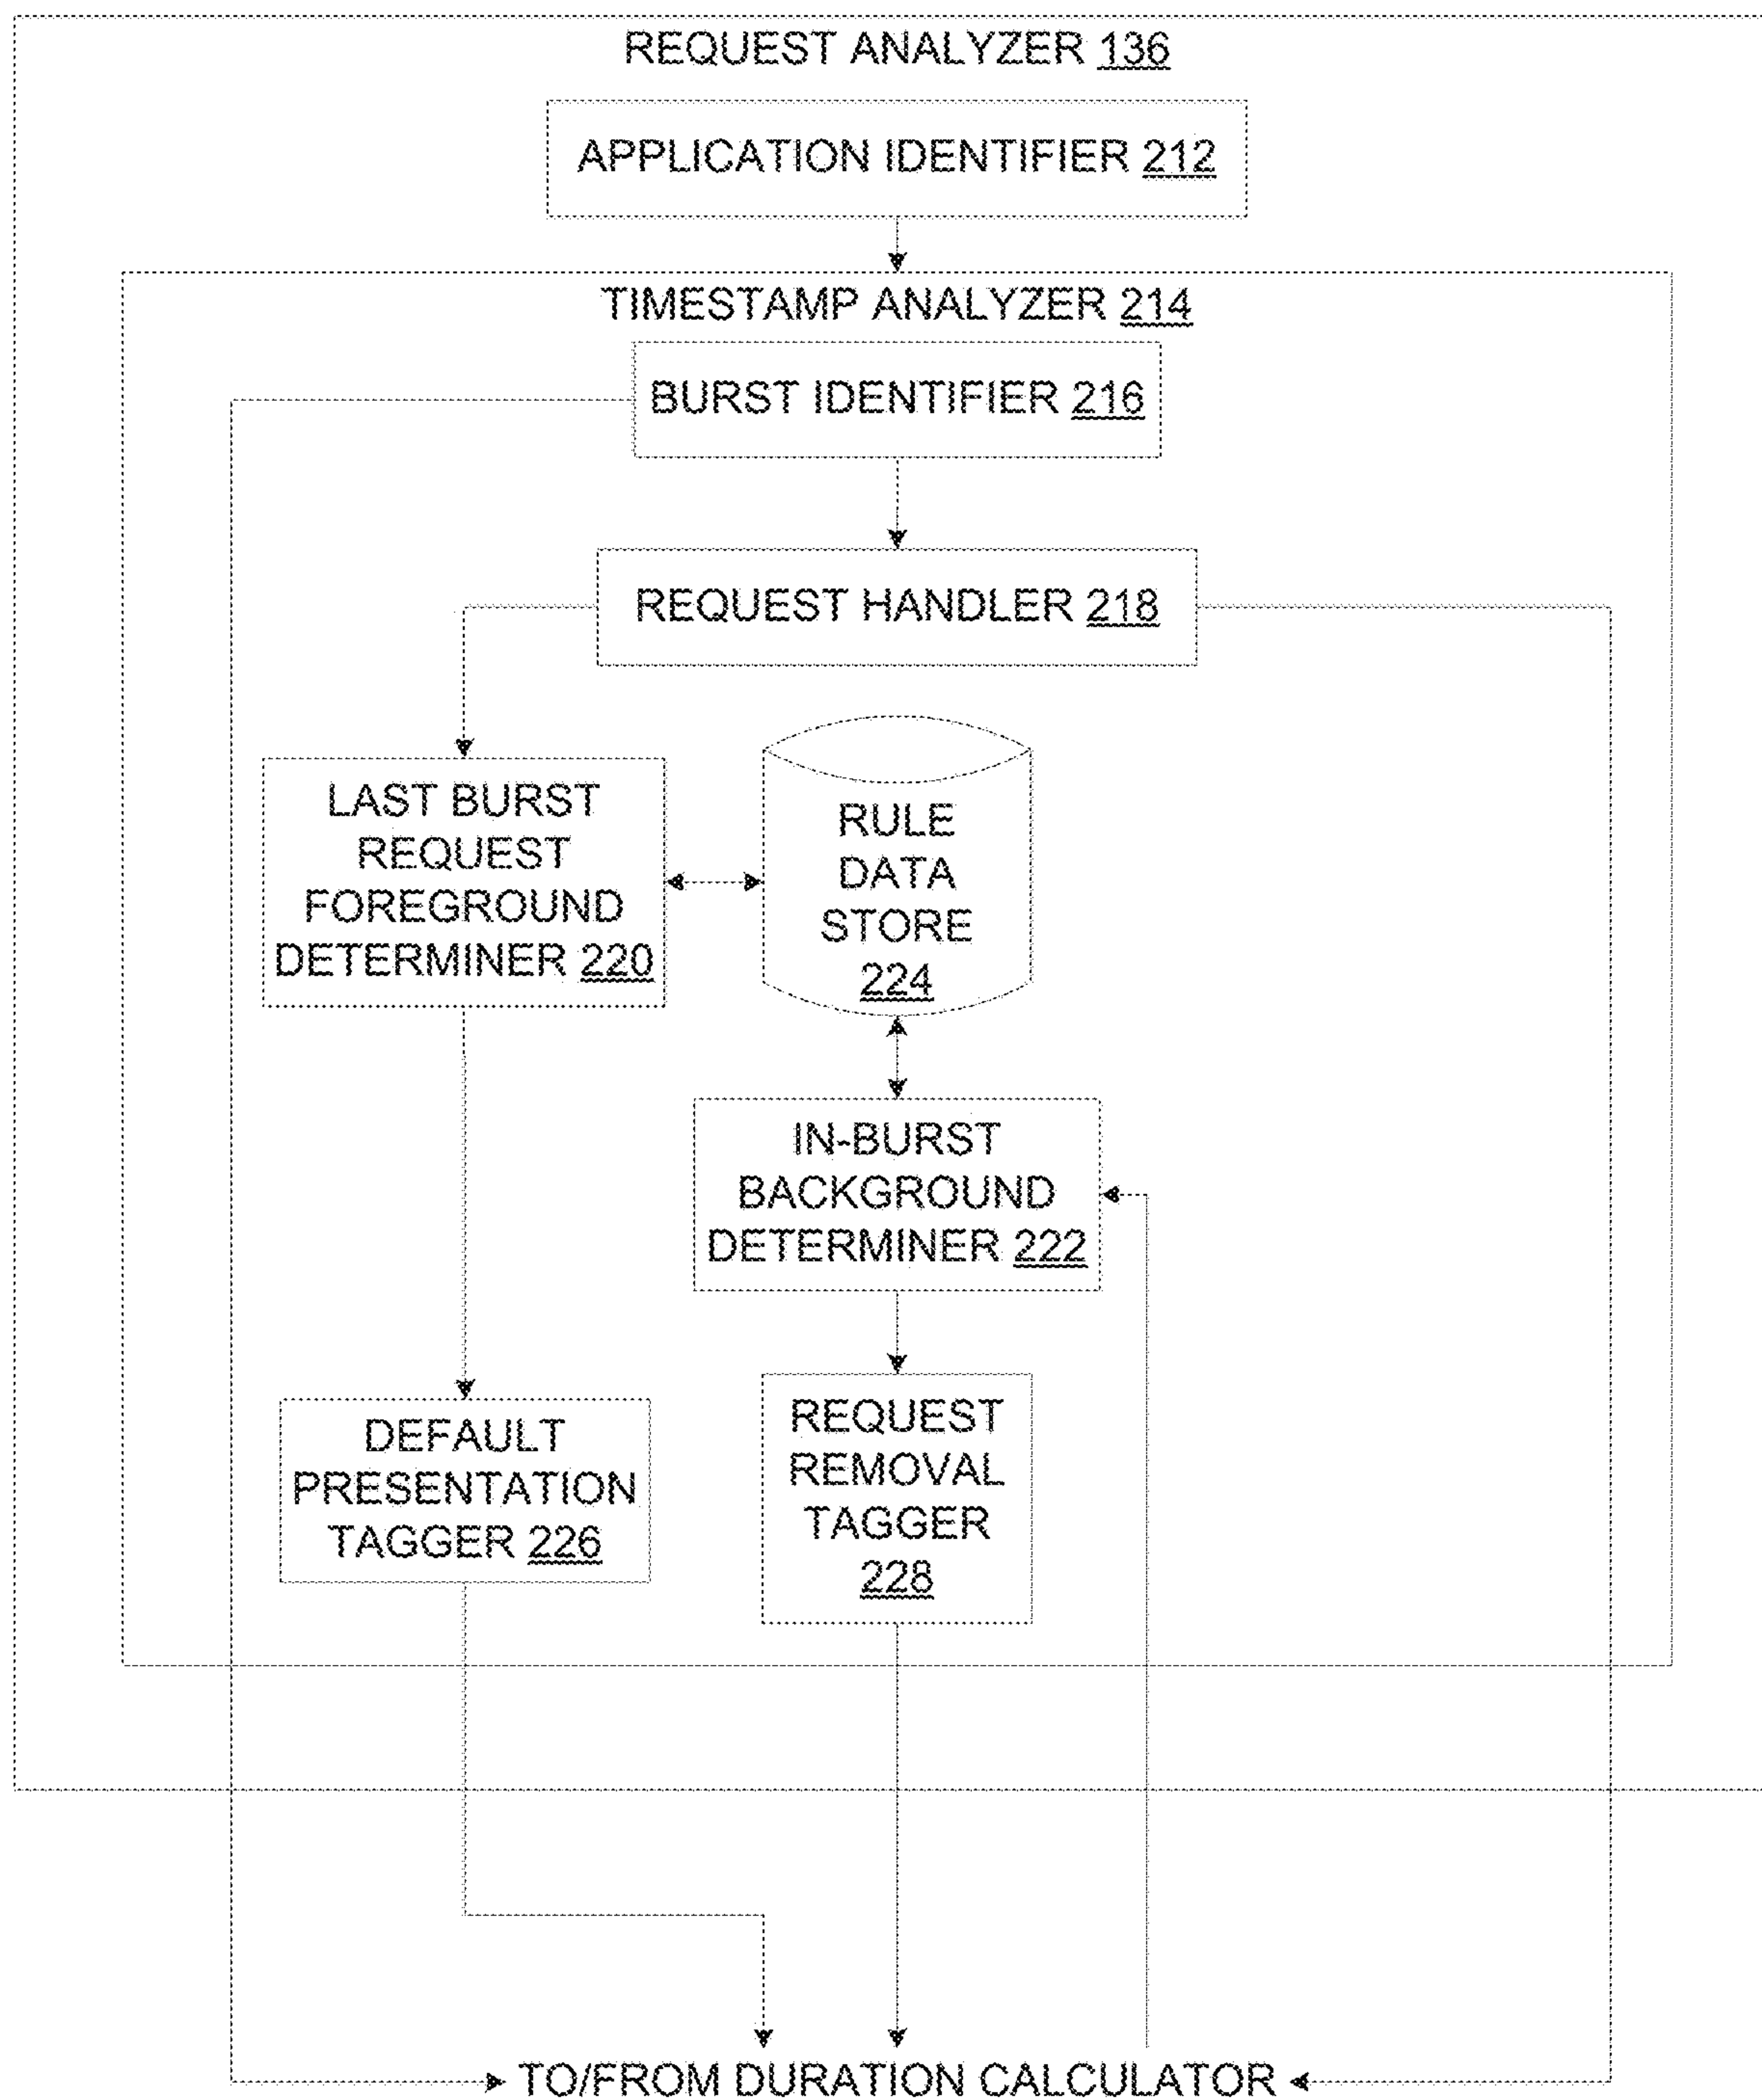 REQUEST ANALYZER 136
APPLICATION IDENTIFIER 212
TIMESTAMP ANALYZER 214
BURST IDENTIFIER 216
REQUEST HANDLER 218
LAST BURST
REQUEST
FOREGROUND
DETERMINER 220
RULE
DATA
STORE
224
IN-BURST
BACKGROUND
DETERMINER 222
DEFAULT
PRESENTATION
TAGGER 226
REQUEST
REMOVAL
TAGGER
228
TO/FROM DURATION CALCULATOR